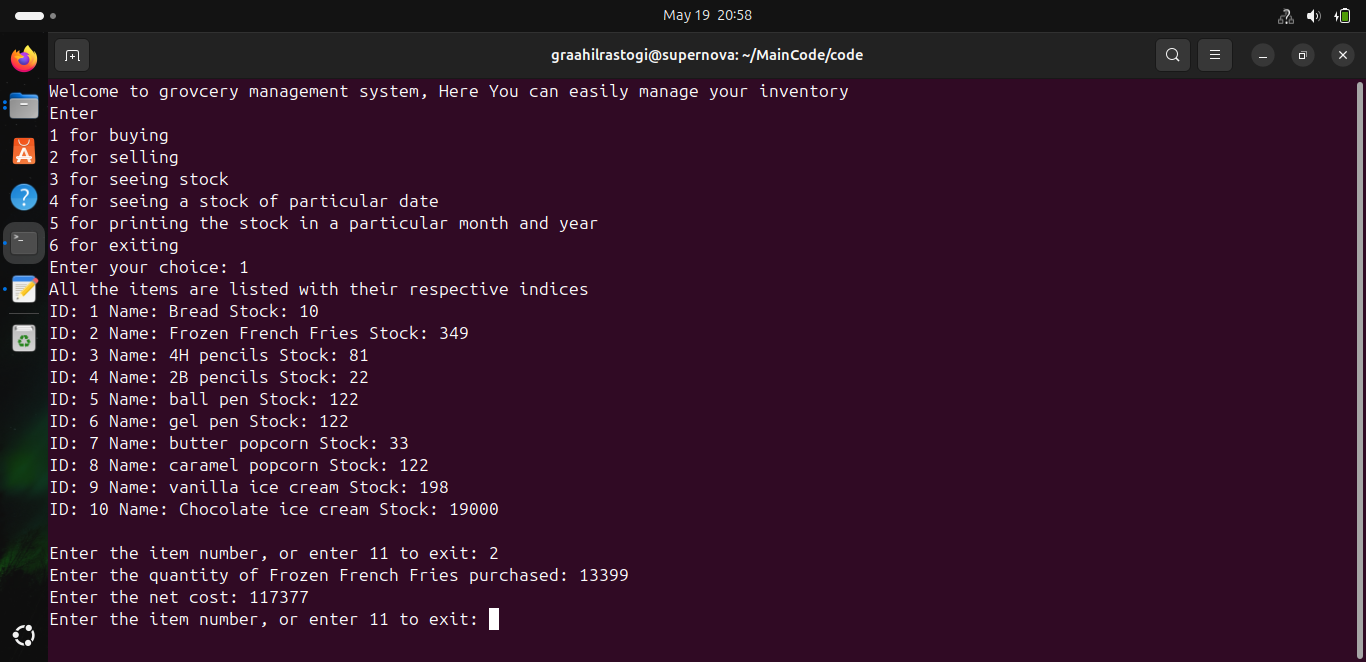 May 19 20:58
graahilrastogi@supernova: ~/MainCode/code
Welcome to grovcery management system, Here You can easily manage your inventory
Enter
1 for buying
2 for selling
3 for seeing stock
4 for seeing a stock of particular date
5 for printing the stock in a particular month and year
6 for exiting
Enter your choice: 1
All the items are listed with their respective indices
ID: 1 Name: Bread Stock: 10
ID: 2 Name: Frozen French Fries Stock: 349
ID: 3 Name: 4H pencils Stock: 81
ID: 4 Name: 2B pencils Stock: 22
ID: 5 Name: ball pen Stock: 122
ID: 6 Name: gel pen Stock: 122
ID: 7 Name: butter popcorn Stock: 33
ID: 8 Name: caramel popcorn Stock: 122
ID: 9 Name: vanilla ice cream Stock: 198
ID: 10 Name: Chocolate ice cream Stock: 19000
Enter the item number, or enter 11 to exit: 2
Enter the quantity of Frozen French Fries purchased: 13399
Enter the net cost: 117377
Enter the item number, or enter 11 to exit: